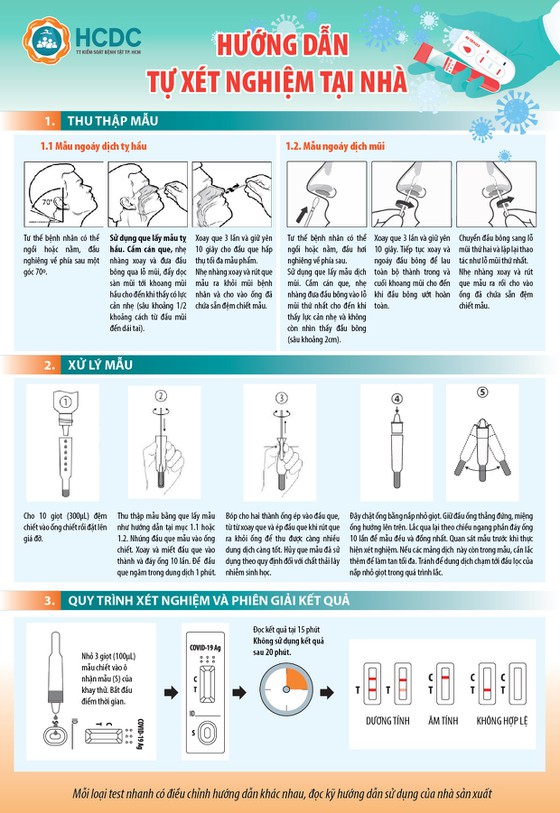 HCDC
TT KIỂM SOÁT BỆNH TẬT TP. HCM
HƯỚNG DẪN
TỰ XÉT NGHIỆM TẠI NHÀ
1. THU THẬP MẪU
1.1 Mẫu ngoáy dịch tỵ hầu
70°
Tư thế bệnh nhân có thể
ngồi hoặc nằm, đầu
nghiêng về phía sau một
góc 70º.
Sử dụng que lấy mẫu tỵ
hầu. Cầm cán que, nhẹ
nhàng xoay và đưa đầu
bông qua lỗ mũi, đẩy dọc
sàn mũi tới khoang mũi
hầu cho đến khi thấy có lực
cản nhẹ (sâu khoảng 1/2
khoảng cách từ đầu mũi
đến dái tai).
Xoay que 3 lần và giữ yên
10 giây cho đầu que hấp
thụ tối đa mẫu phẩm.
Nhẹ nhàng xoay và rút que
mẫu ra khỏi mũi bệnh
nhân và cho vào ống đã
chứa sẵn đệm chiết mẫu.
1.2. Mẫu ngoáy dịch mũi
Tư thế bệnh nhân có thể
ngồi hoặc nằm, đầu hơi
nghiêng về phía sau.
Sử dụng que lấy mẫu dịch
mũi. Cầm cán que, nhẹ
nhàng đưa đầu bông vào lỗ
mũi thứ nhất cho đến khi
thấy lực cản nhẹ và không
còn nhìn thấy đầu bông
(sâu khoảng 2cm).
Xoay que 3 lần và giữ yên
10 giây. Tiếp tục xoay và
ngoáy đầu bông để lau
toàn bộ thành trong và
cuối khoang mũi cho đến
khi đầu bông ướt hoàn
toàn.
Chuyển đầu bông sang lỗ
mũi thứ hai và lặp lại thao
tác như lỗ mũi thứ nhất.
Nhẹ nhàng xoay và rút
que mẫu ra rồi cho vào
ống đã chứa sẵn đệm
chiết mẫu.
2. XỬ LÝ MẪU
1
2
3
4
5
Cho 10 giọt (300µL) đệm
chiết vào ống chiết rồi đặt lên
giá đỡ.
Thu thập mẫu bằng que lấy mẫu
như hướng dẫn tại mục 1.1 hoặc
1.2. Nhúng đầu que mẫu vào ống
chiết. Xoay và miết đầu que vào
thành và đáy ống 10 lần. Để đầu
que ngâm trong dung dịch 1 phút.
Bóp cho hai thành ống ép vào đầu que,
từ từ xoay que và ép đầu que khi rút que
ra khỏi ống để thu được càng nhiều
dung dịch càng tốt. Hủy que mẫu đã sử
dụng theo quy định đối với chất thải lây
nhiễm sinh học.
Đậy chặt ống bằng nắp nhỏ giọt. Giữ đầu ống thẳng đứng, miệng
ống hướng lên trên. Lắc qua lại theo chiều ngang phần đáy ống
10 lần để mẫu đều và đồng nhất. Quan sát mẫu trước khi thực
hiện xét nghiệm. Nếu các mảng dịch này còn trong mẫu, cần lắc
thêm để làm tan tối đa. Tránh để dung dịch chạm tới đầu lọc của
nắp nhỏ giọt trong quá trình lắc.
3. QUY TRÌNH XÉT NGHIỆM VÀ PHIÊN GIẢI KẾT QUẢ
Nhỏ 3 giọt (100µL)
mẫu chiết vào ô
nhận mẫu (S) của
khay thử. Bắt đầu
điểm thời gian.
S
C
T
COVID-19 Ag
COVID-19 Ag
C
T
ID
S
Đọc kết quả tại 15 phút
Không sử dụng kết quả
sau 20 phút.
C
T
T
C
T
C
T
DƯƠNG TÍNH
ÂM TÍNH
KHÔNG HỢP LỆ
Mỗi loại test nhanh có điều chỉnh hướng dẫn khác nhau, đọc kỹ hướng dẫn sử dụng của nhà sản xuất